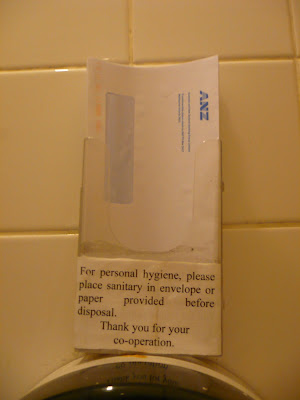 ANZ
For personal hygiene, please
place sanitary in envelope or
paper provided before
disposal.
Thank you for your
co-operation.